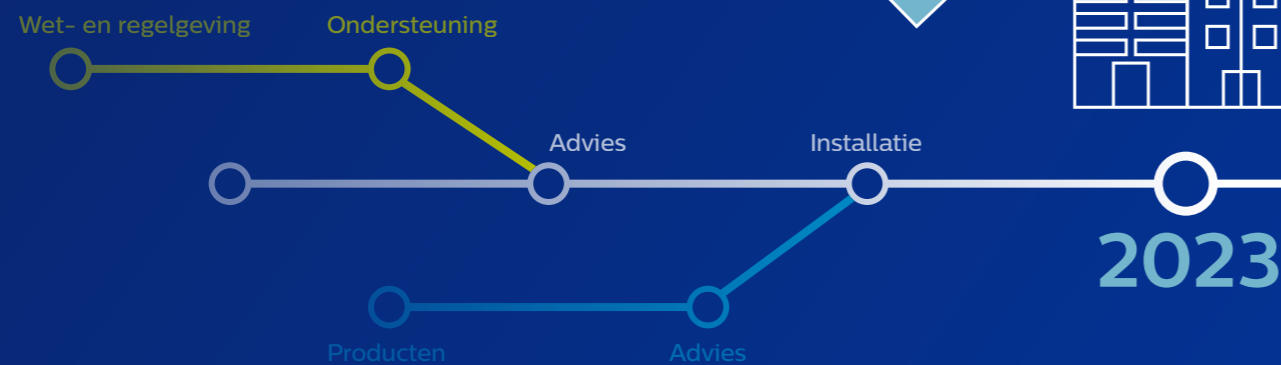 Wet- en regelgeving
Ondersteuning
Advies
Installatie
2023
Producten
Advies